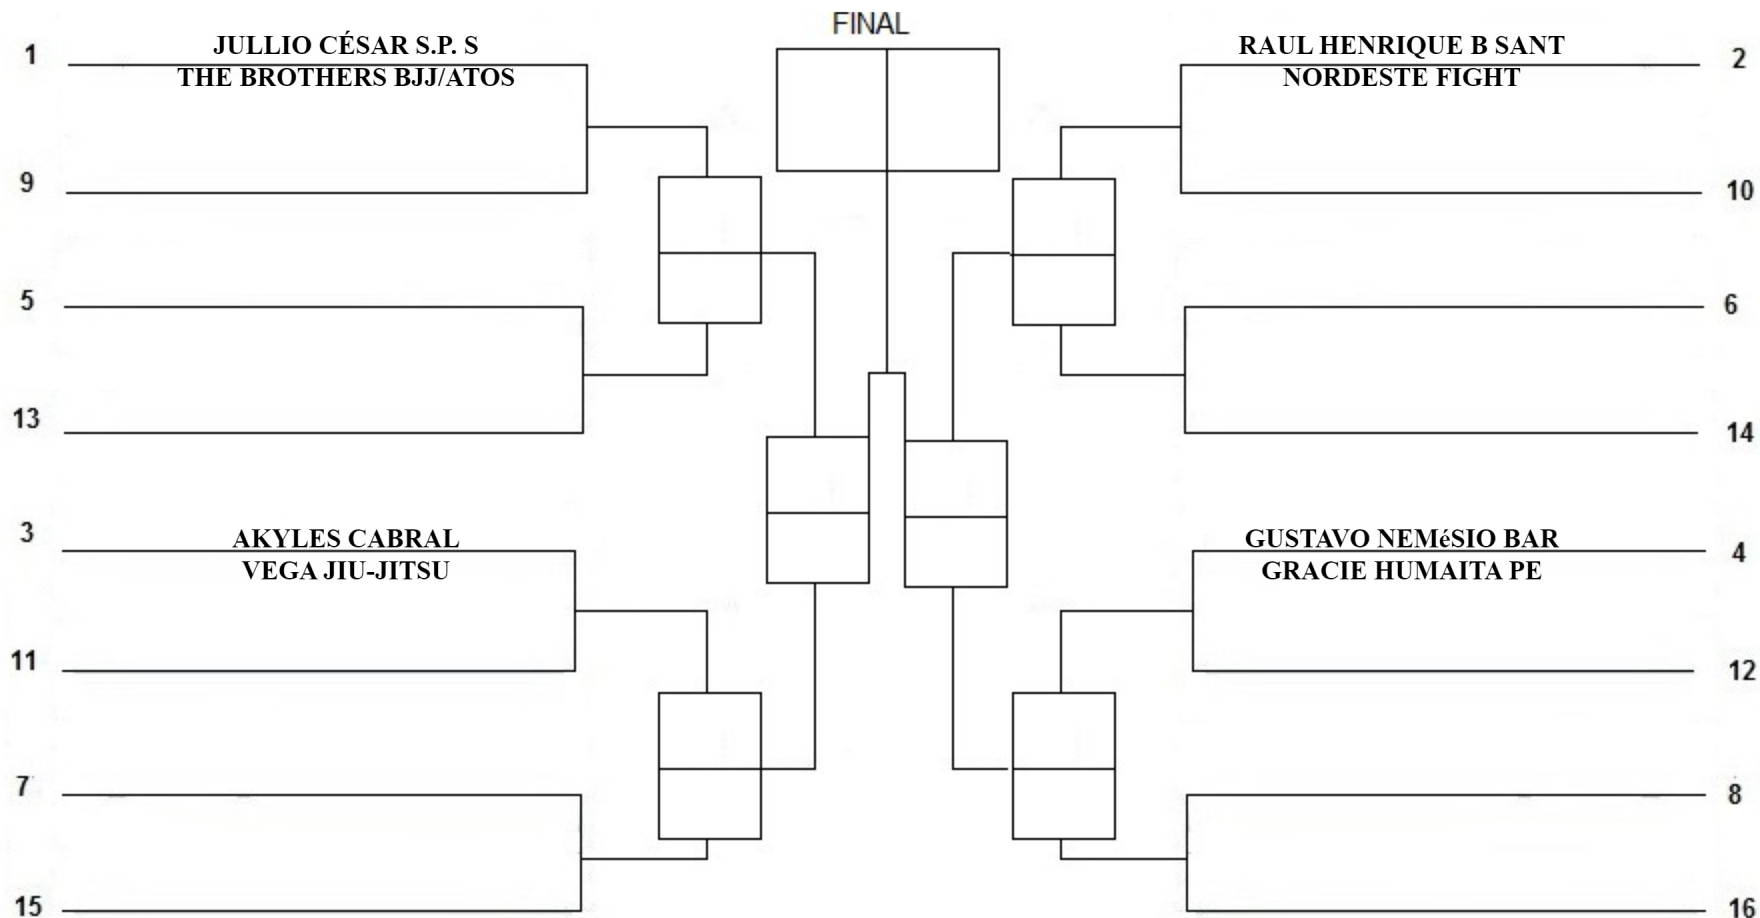 FINAL
1
JULLIO CÉSAR S.P. S
THE BROTHERS BJJ/ATOS
9
5
13
3
AKYLES CABRAL
VEGA JIU-JITSU
11
7
15
RAUL HENRIQUE B SANT
NORDESTE FIGHT
2
10
6
14
GUSTAVO NEMéSIO BAR
GRACIE HUMAITA PE
4
12
8
16